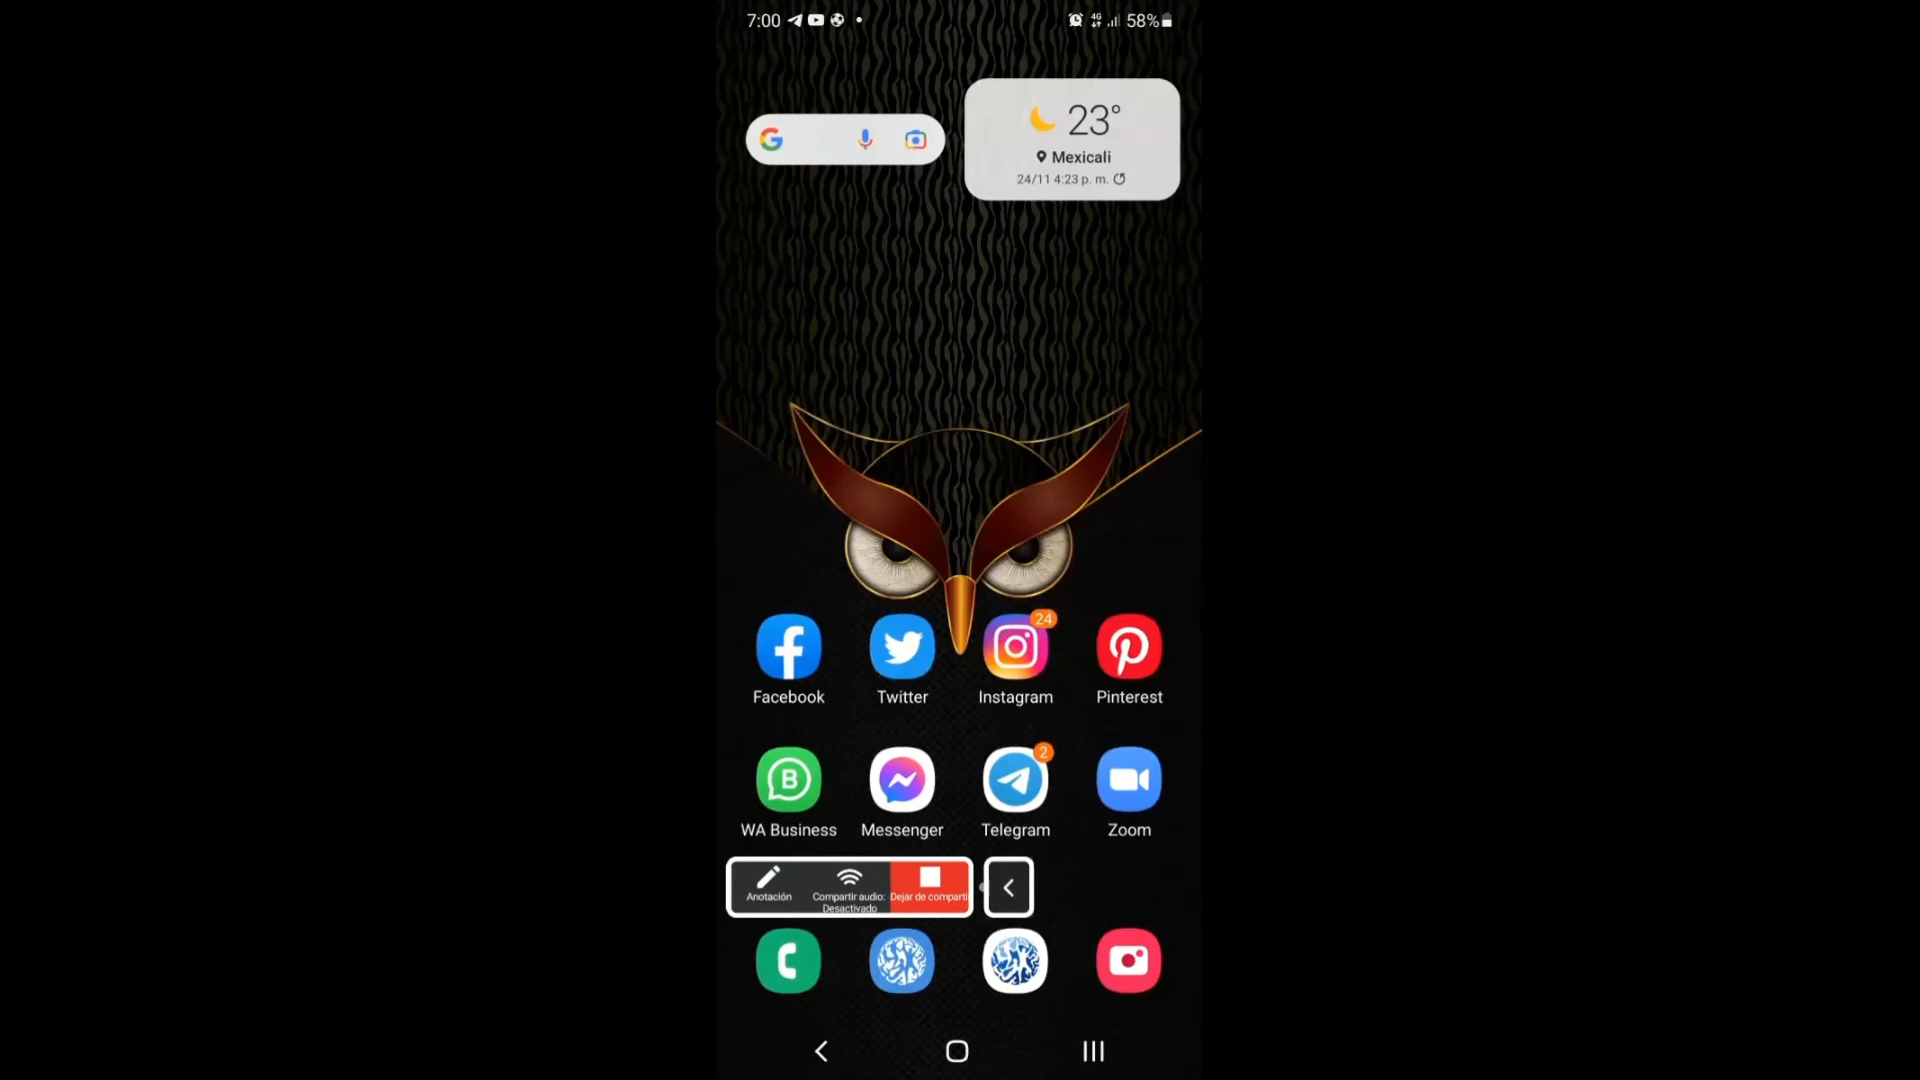 7:00
4G 58%
23°
Mexicali
24/11 4:23 p. m.
24
Facebook Twitter Instagram Pinterest
2
WA Business Messenger Telegram Zoom
Anotación Compartir audio: Dejar de comparti
Desactivado